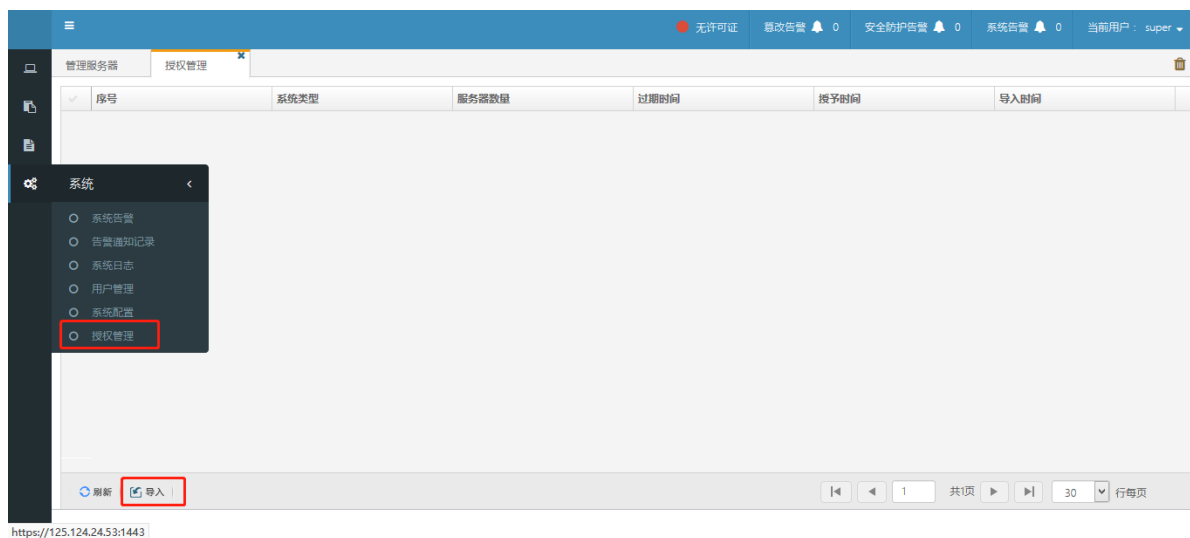 无许可证 篡改告警 0 安全防护告警 0 系统告警 0 当前用户： super
管理服务器 授权管理
序号 系统类型 服务器数量 过期时间 授予时间 导入时间
系统
系统告警
告警通知记录
系统日志
用户管理
系统配置
授权管理
刷新 导入 1 共1页 30 行每页
https://125.124.24.53:1443